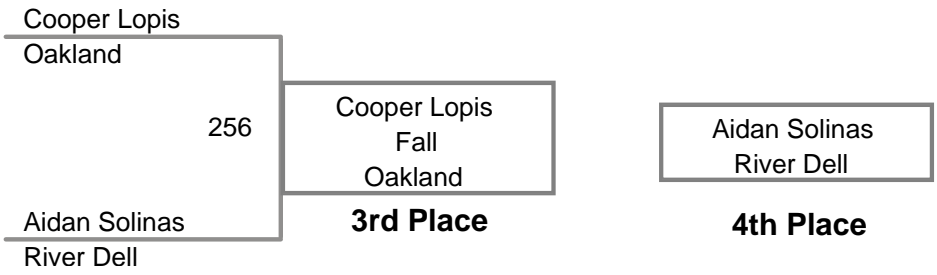 Cooper Lopis
Oakland
256
Cooper Lopis
Fall
Oakland
3rd Place
Aidan Solinas
River Dell
Aidan Solinas
River Dell
4th Place